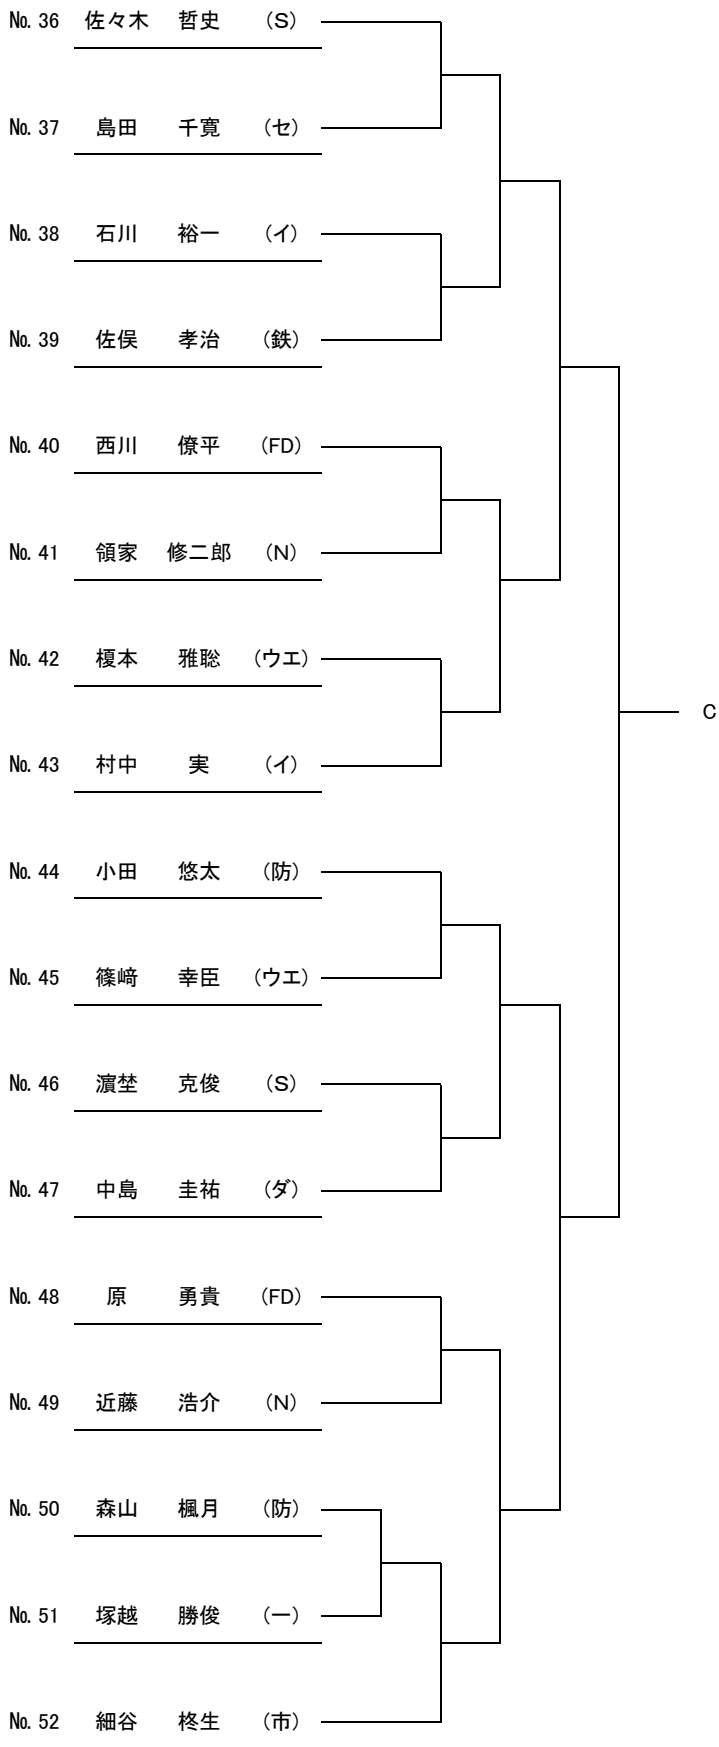 № 36 佐々木 哲史 (S)
№ 37 島田 千寛 (セ)
№ 38 石川 裕一 (イ)
№ 39 佐俣 孝治 (鉄)
№ 40 西川 僚平 (FD)
№ 41 領家 修二郎 (N)
№ 42 榎本 雅聡 (ウエ)
№ 43 村中 実 (イ)
C
№ 44 小田 悠太 (防)
№ 45 篠﨑 幸臣 (ウエ)
№ 46 濵埜 克俊 (S)
№ 47 中島 圭祐 (ダ)
№ 48 原 勇貴 (FD)
№ 49 近藤 浩介 (N)
№ 50 森山 楓月 (防)
№ 51 塚越 勝俊 (一)
№ 52 細谷 柊生 (市)